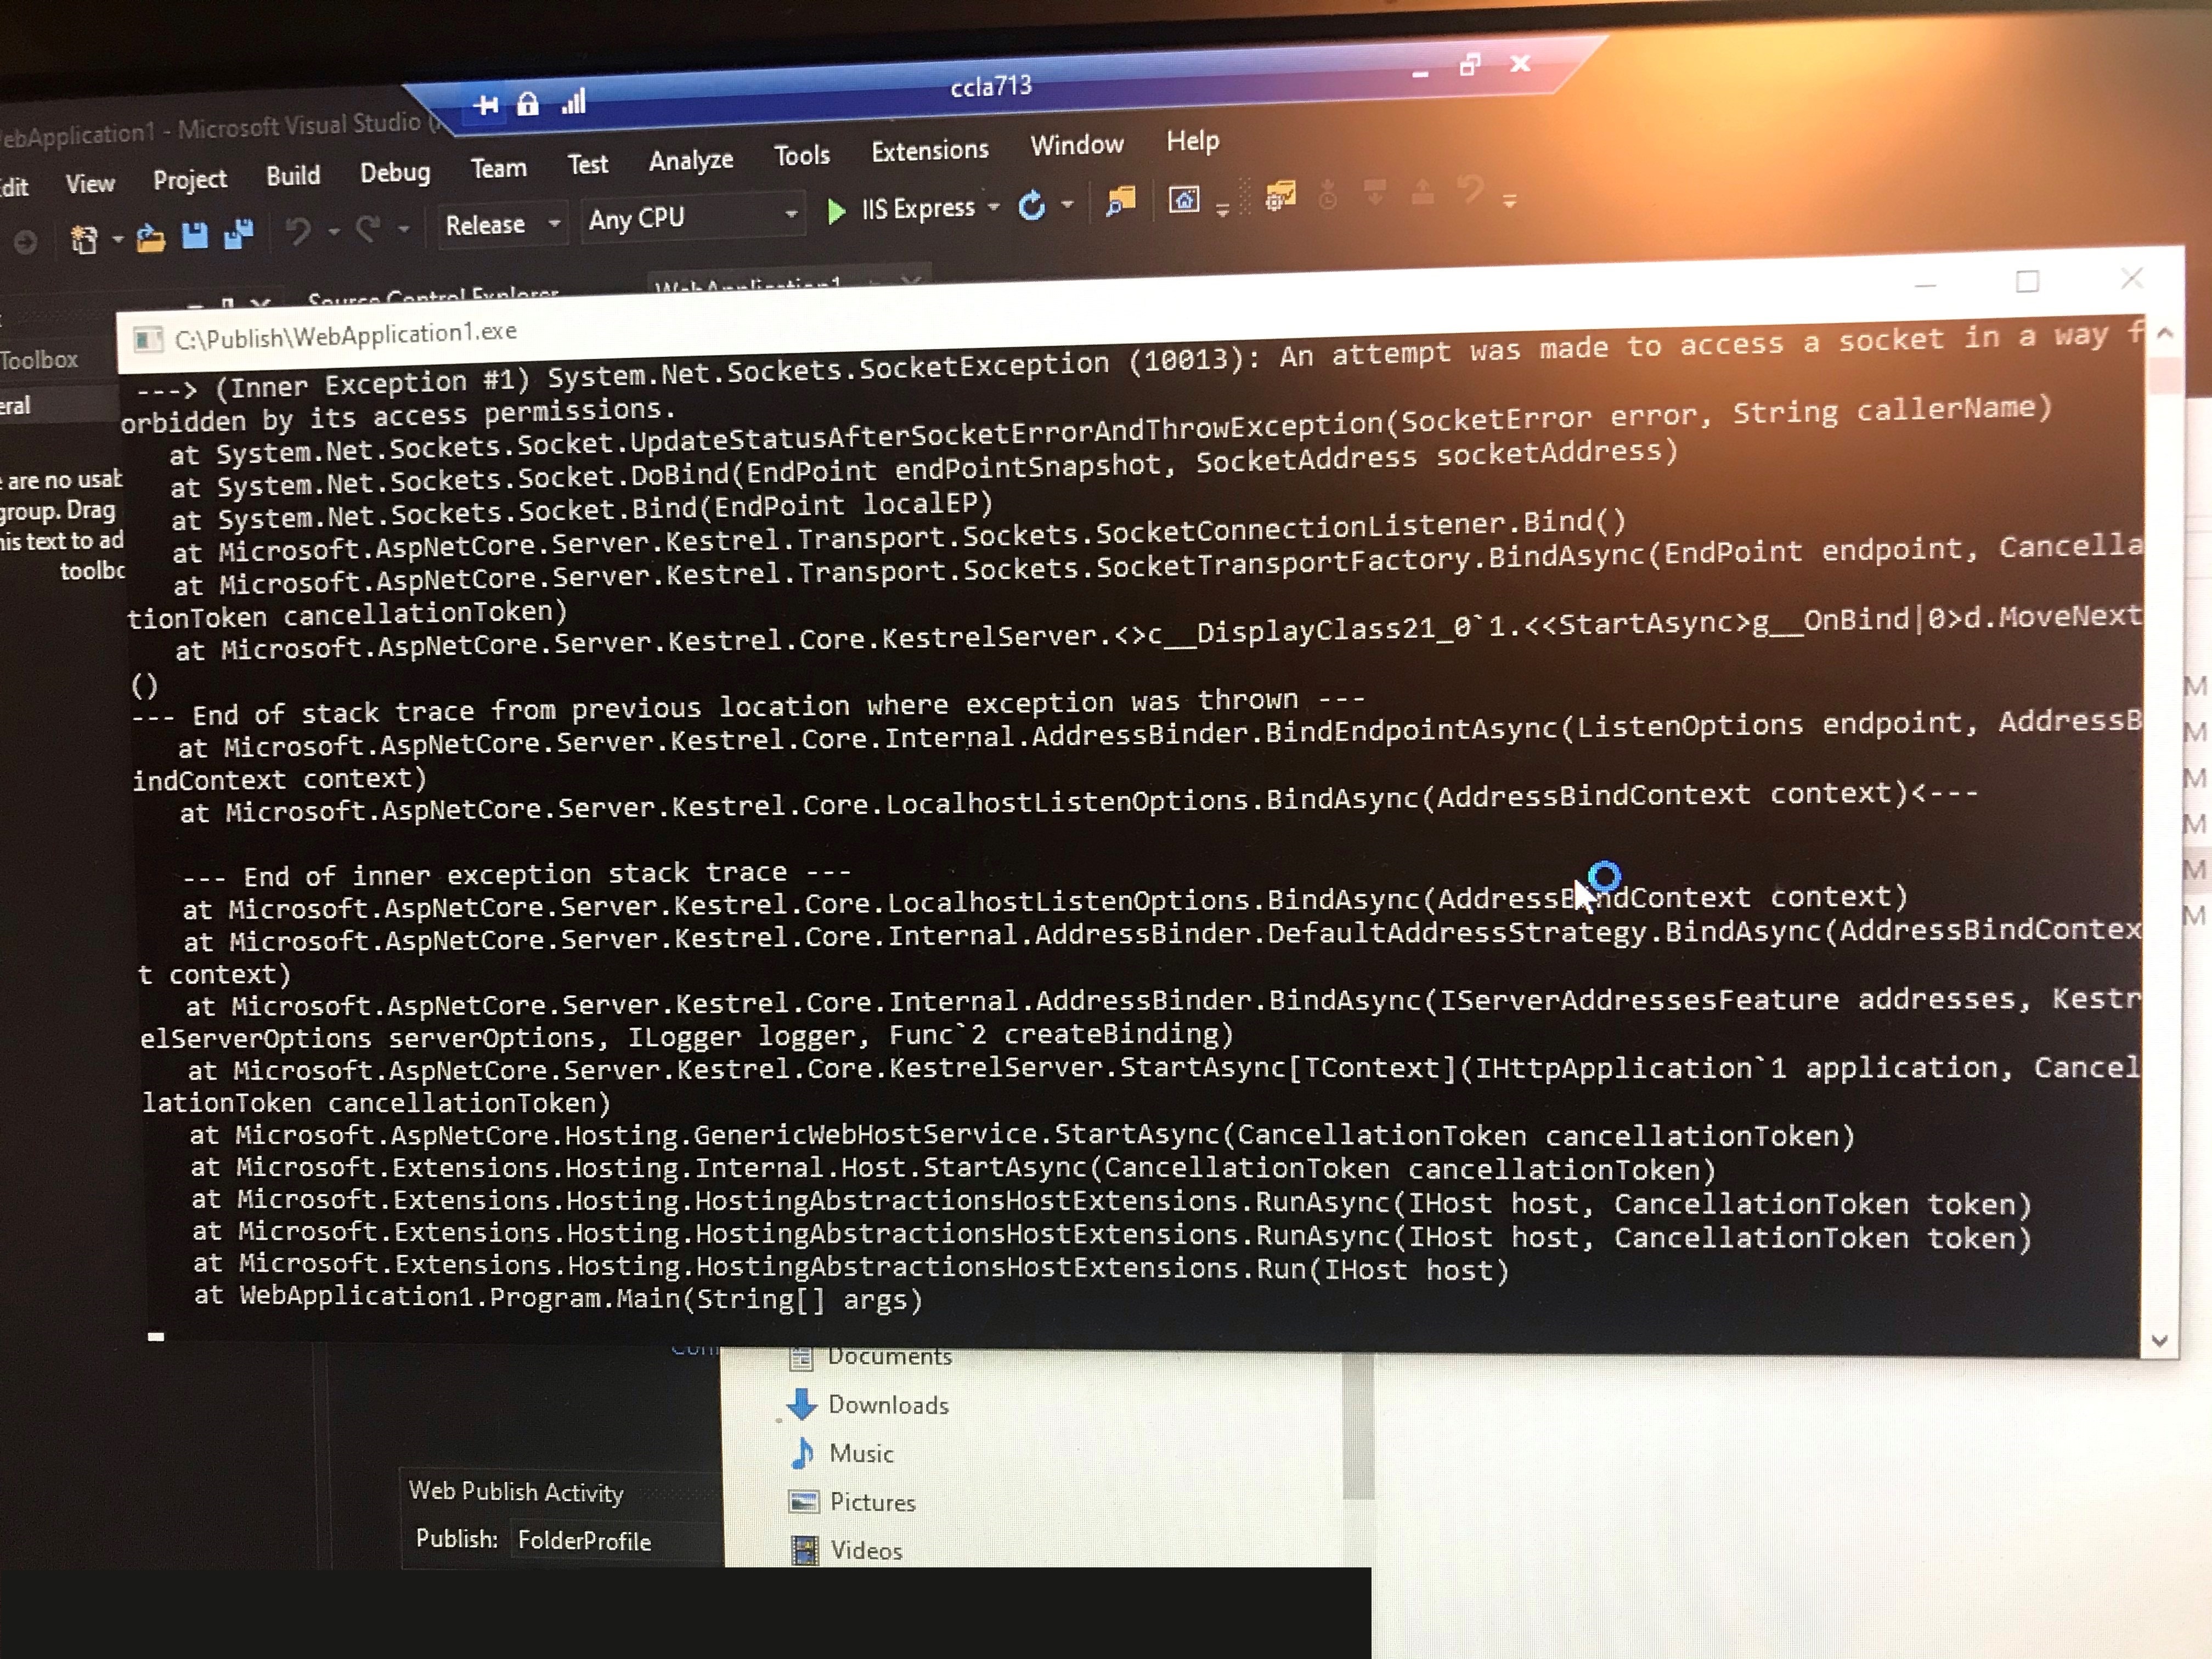 ccla713
ebApplication1 - Microsoft Visual Studio (
dit View Project Build Debug Team Test Analyze Tools Extensions Window Help
Release Any CPU IIS Express
Source Control Explorer WebApplication1
Toolbox
eral
are no usab
group. Drag
his text to ad
toolbo
C:\Publish\WebApplication1.exe
---> (Inner Exception #1) System.Net.Sockets.SocketException (10013): An attempt was made to access a socket in a way f
orbidden by its access permissions.
at System.Net.Sockets.Socket.UpdateStatusAfterSocketErrorAndThrowException(SocketError error, String callerName)
at System.Net.Sockets.Socket.DoBind(EndPoint endPointSnapshot, SocketAddress socketAddress)
at System.Net.Sockets.Socket.Bind(EndPoint localEP)
at Microsoft.AspNetCore.Server.Kestrel.Transport.Sockets.SocketConnectionListener.Bind()
at Microsoft.AspNetCore.Server.Kestrel.Transport.Sockets.SocketTransportFactory.BindAsync(EndPoint endpoint, Cancella
tionToken cancellationToken)
at Microsoft.AspNetCore.Server.Kestrel.Core.KestrelServer.<>c__DisplayClass21_0`1.<<StartAsync>g__OnBind|0>d.MoveNext
()
--- End of stack trace from previous location where exception was thrown ---
at Microsoft.AspNetCore.Server.Kestrel.Core.Internal.AddressBinder.BindEndpointAsync(ListenOptions endpoint, AddressB
indContext context)
at Microsoft.AspNetCore.Server.Kestrel.Core.LocalhostListenOptions.BindAsync(AddressBindContext context)<---
--- End of inner exception stack trace ---
at Microsoft.AspNetCore.Server.Kestrel.Core.LocalhostListenOptions.BindAsync(AddressBindContext context)
at Microsoft.AspNetCore.Server.Kestrel.Core.Internal.AddressBinder.DefaultAddressStrategy.BindAsync(AddressBindContex
t context)
at Microsoft.AspNetCore.Server.Kestrel.Core.Internal.AddressBinder.BindAsync(IServerAddressesFeature addresses, Kestr
elServerOptions serverOptions, ILogger logger, Func`2 createBinding)
at Microsoft.AspNetCore.Server.Kestrel.Core.KestrelServer.StartAsync[TContext](IHttpApplication`1 application, Cancel
lationToken cancellationToken)
at Microsoft.AspNetCore.Hosting.GenericWebHostService.StartAsync(CancellationToken cancellationToken)
at Microsoft.Extensions.Hosting.Internal.Host.StartAsync(CancellationToken cancellationToken)
at Microsoft.Extensions.Hosting.HostingAbstractionsHostExtensions.RunAsync(IHost host, CancellationToken token)
at Microsoft.Extensions.Hosting.HostingAbstractionsHostExtensions.RunAsync(IHost host, CancellationToken token)
at Microsoft.Extensions.Hosting.HostingAbstractionsHostExtensions.Run(IHost host)
at WebApplication1.Program.Main(String[] args)
M
M
M
M
M
M
Documents
Downloads
Music
Pictures
Videos
Web Publish Activity
Publish: FolderProfile